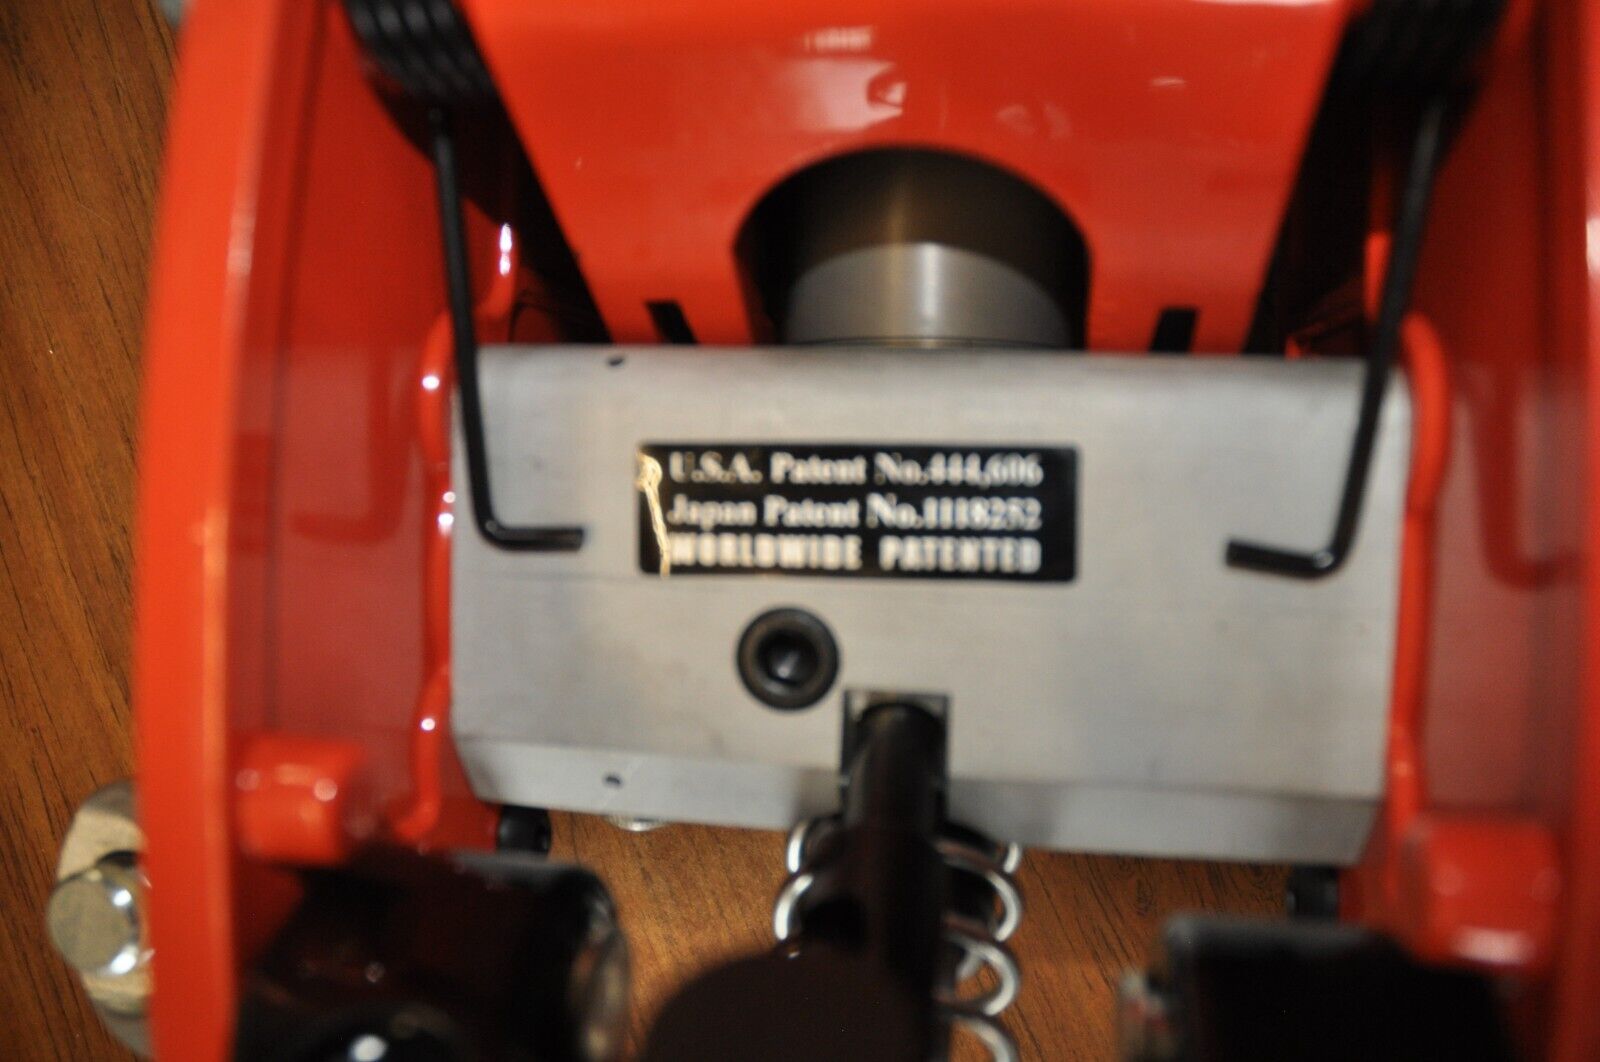 U.S.A. Patent No.444,606
Japan Patent No.1118252
WORLDWIDE PATENTED